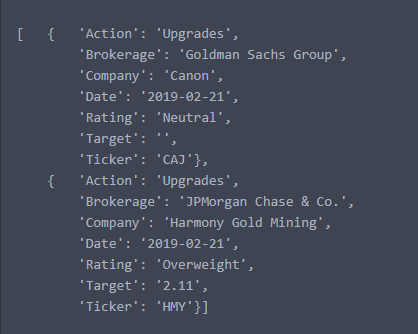 [   {   'Action': 'Upgrades',
        'Brokerage': 'Goldman Sachs Group',
        'Company': 'Canon',
        'Date': '2019-02-21',
        'Rating': 'Neutral',
        'Target': '',
        'Ticker': 'CAJ'},
    {   'Action': 'Upgrades',
        'Brokerage': 'JPMorgan Chase & Co.',
        'Company': 'Harmony Gold Mining',
        'Date': '2019-02-21',
        'Rating': 'Overweight',
        'Target': '2.11',
        'Ticker': 'HMY'}]